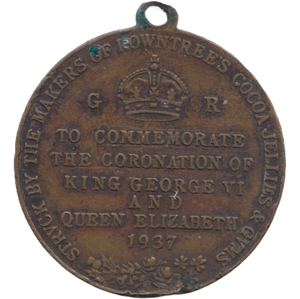 STRUCK BY THE MAKERS OF ROWNTREE'S COCOA JELLIES & GUMS
G R
TO COMMEMORATE
THE CORONATION OF
KING GEORGE VI
AND
QUEEN ELIZABETH
1937